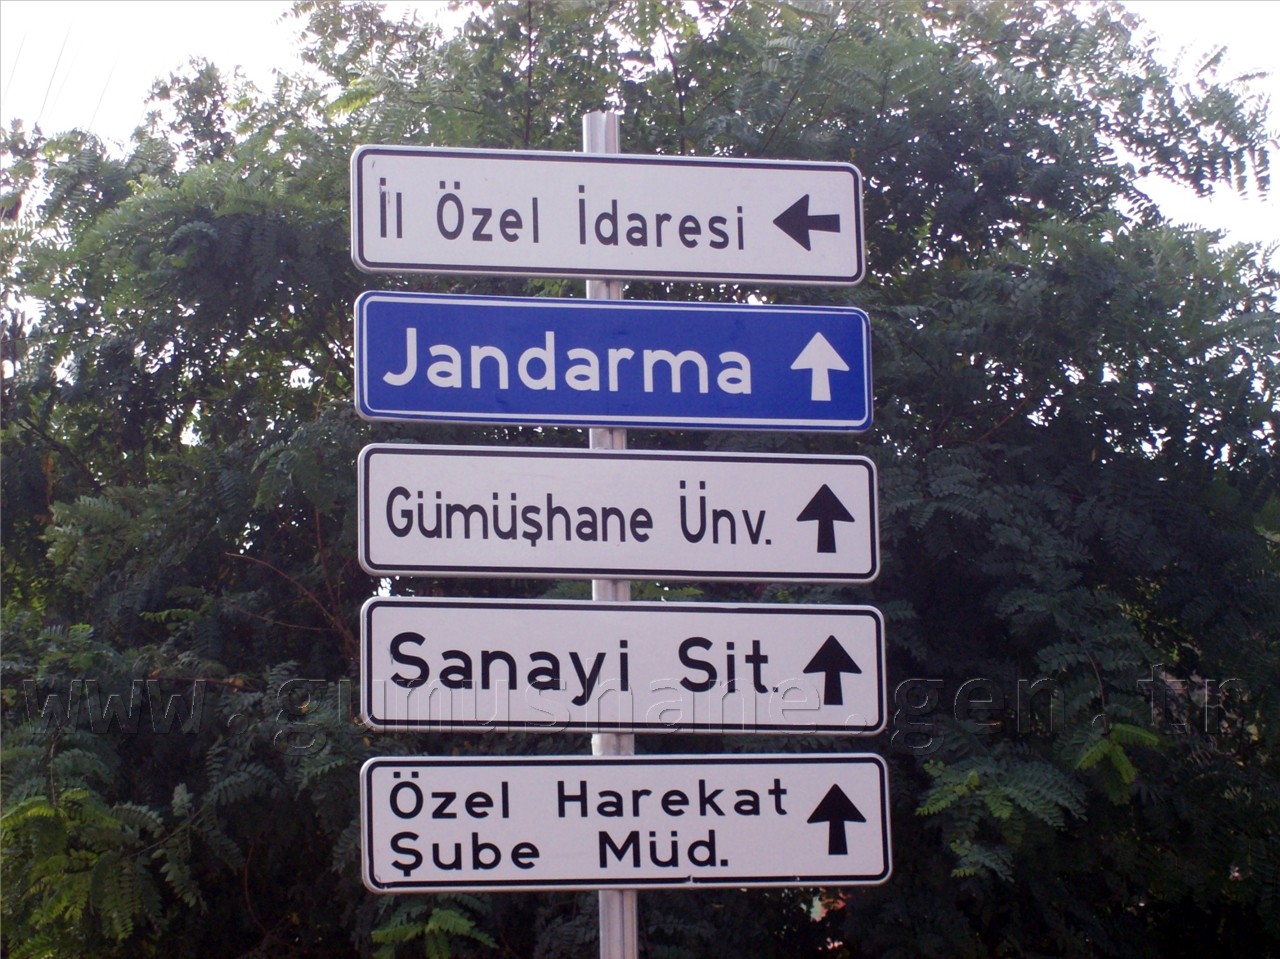 İl Özel İdaresi
Jandarma
Gümüşhane Ünv.
Sanayi Sit.
www.gumushane.gen.tr
Özel Harekat
Şube Müd.